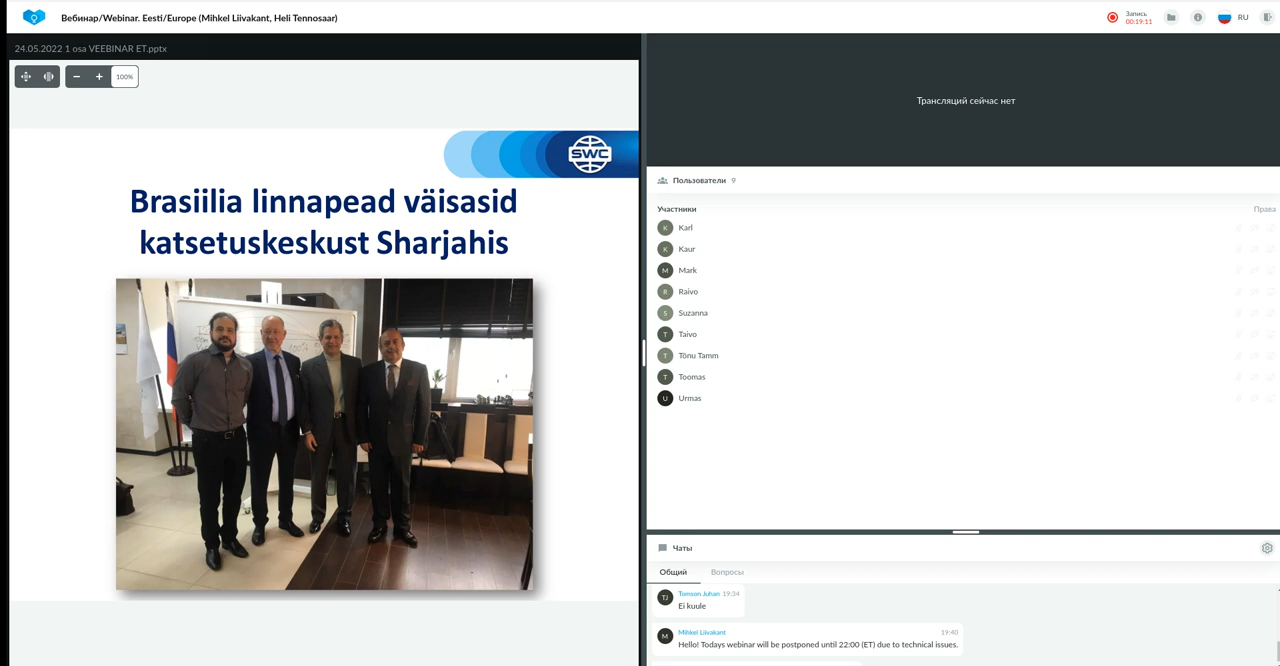 Вебинар/Webinar. Eesti/Europe (Mihkel Liivakant, Heli Tennosaar)
Запись
00:19:11
RU
24.05.2022 1 osa VEEBINAR ET.pptx
100%
SWC
Brasiilia linnapead väisasid
katsetuskeskust Sharjahis
Трансляций сейчас нет
Пользователи 9
Участники
Права
K Karl
K Kaur
M Mark
R Raivo
S Suzanna
T Taivo
T Tõnu Tamm
T Toomas
U Urmas
Чаты
Общий
Вопросы
TJ Tomson Juhan 19:34
Ei kuule
M Mihkel Liivakant 19:40
Hello! Todays webinar will be postponed until 22:00 (ET) due to technical issues.